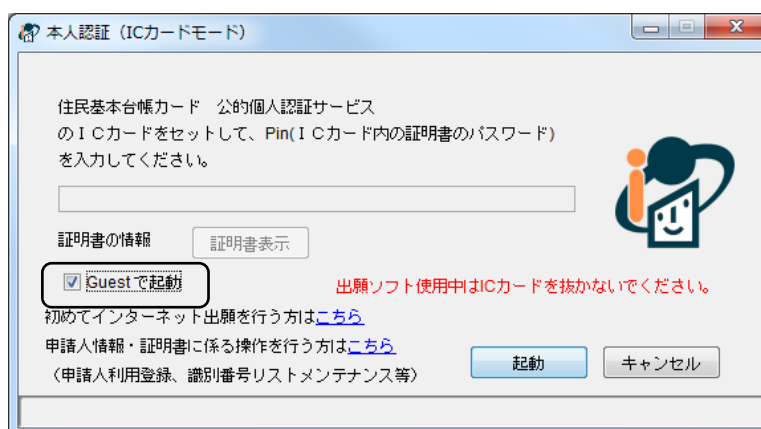 本人認証（ICカードモード）
住民基本台帳カード　公的個人認証サービス
のＩＣカードをセットして、Pin(ＩＣカード内の証明書のパスワード)
を入力してください。
証明書の情報　証明書表示
Guestで起動　出願ソフト使用中はICカードを抜かないでください。
初めてインターネット出願を行う方はこちら
申請人情報・証明書に係る操作を行う方はこちら
（申請人利用登録、識別番号リストメンテナンス等）　起動　キャンセル